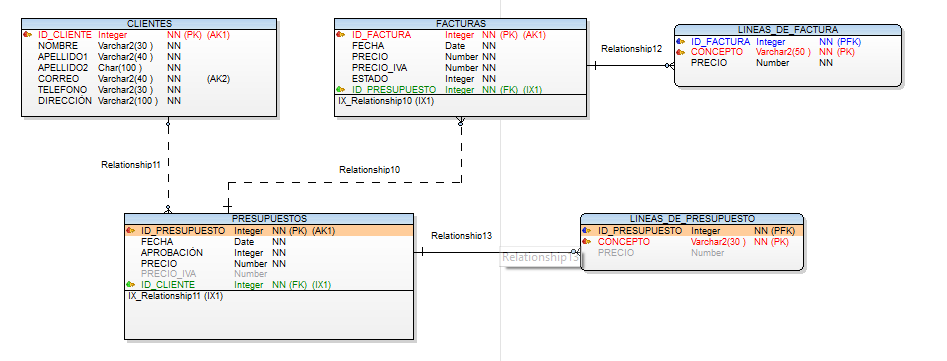 CLIENTES
ID_CLIENTE Integer NN (PK) (AK1)
NOMBRE Varchar2(30 ) NN
APELLIDO1 Varchar2(40 ) NN
APELLIDO2 Char(100 ) NN
CORREO Varchar2(40 ) NN (AK2)
TELEFONO Varchar2(30 ) NN
DIRECCIÓN Varchar2(100 ) NN
FACTURAS
ID_FACTURA Integer NN (PK) (AK1)
FECHA Date NN
PRECIO Number NN
PRECIO_IVA Number NN
ESTADO Integer NN
ID_PRESUPUESTO Integer NN (FK) (IX1)
IX_Relationship10 (IX1)
Relationship12
LINEAS_DE_FACTURA
ID_FACTURA Integer NN (PFK)
CONCEPTO Varchar2(50 ) NN (PK)
PRECIO Number NN
Relationship11
Relationship10
PRESUPUESTOS
ID_PRESUPUESTO Integer NN (PK) (AK1)
FECHA Date NN
APROBACIÓN Integer NN
PRECIO Number NN
PRECIO_IVA Number
ID_CLIENTE Integer NN (FK) (IX1)
IX_Relationship11 (IX1)
Relationship13
Relationship13
LINEAS_DE_PRESUPUESTO
ID_PRESUPUESTO Integer NN (PFK)
CONCEPTO Varchar2(30 ) NN (PK)
PRECIO Number